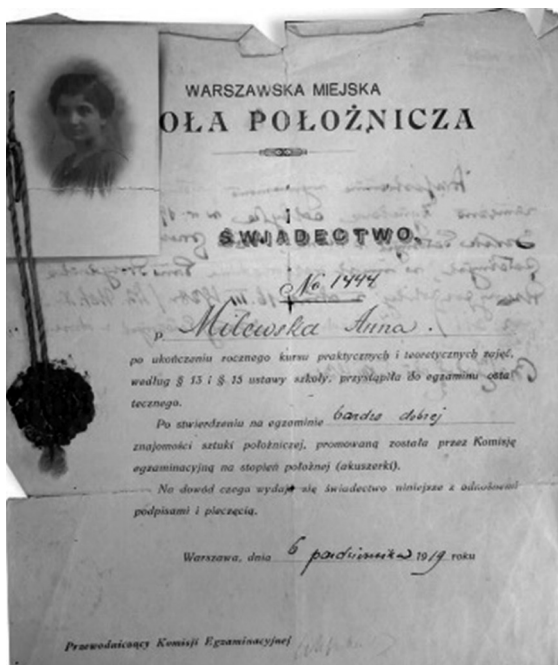 WARSZAWSKA MIEJSKA
OŁA POŁOŻNICZA
ŚWIADECTWO.
No 1444
p Milewska Anna.
po ukończeniu rocznego kursu praktycznych i teoretycznych zajęć,
według § 13 i § 15 ustawy szkoły, przystąpiła do egzaminu osta
tecznego.
Po stwierdzeniu na egzaminie bardzo dobrej
znajomości sztuki położniczej, promowaną została przez Komisję
egzaminacyjną na stopień położnej (akuszerki).
Na dowód czego wydaje się świadectwo niniejsze z odnośnemi
podpisami i pieczęcią.
Warszawa, dnia 6 października 1919 roku
Przewodniczący Komisji Egzaminacyjnej